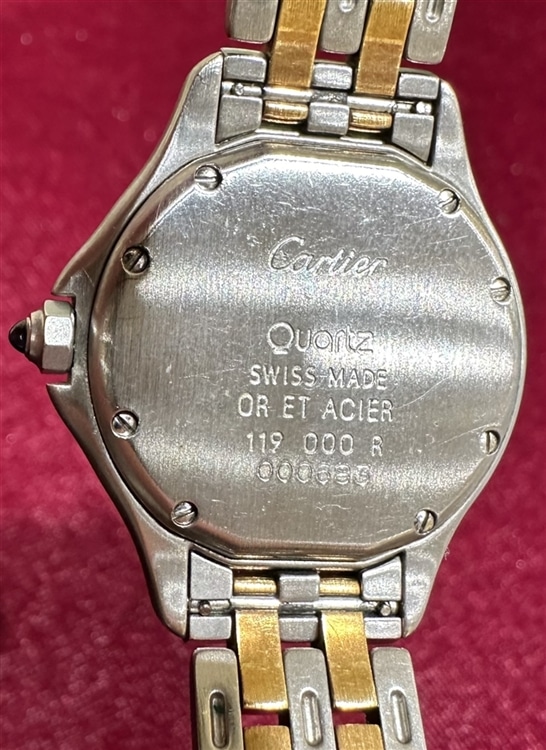 Cartier
Quartz
SWISS MADE
OR ET ACIER
119 000 R